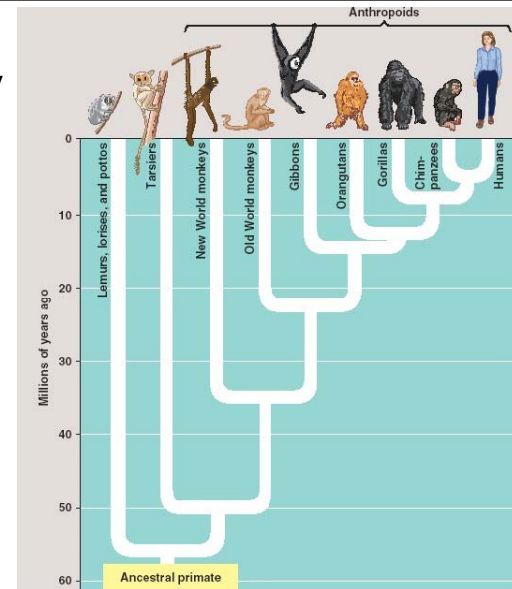 Anthropoids
Lemurs, lorises, and pottos
Tarsiers
New World monkeys
Old World monkeys
Gibbons
Orangutans
Gorillas
Chim-
panzees
Humans
Millions of years ago
0
10
20
30
40
50
60
Ancestral primate